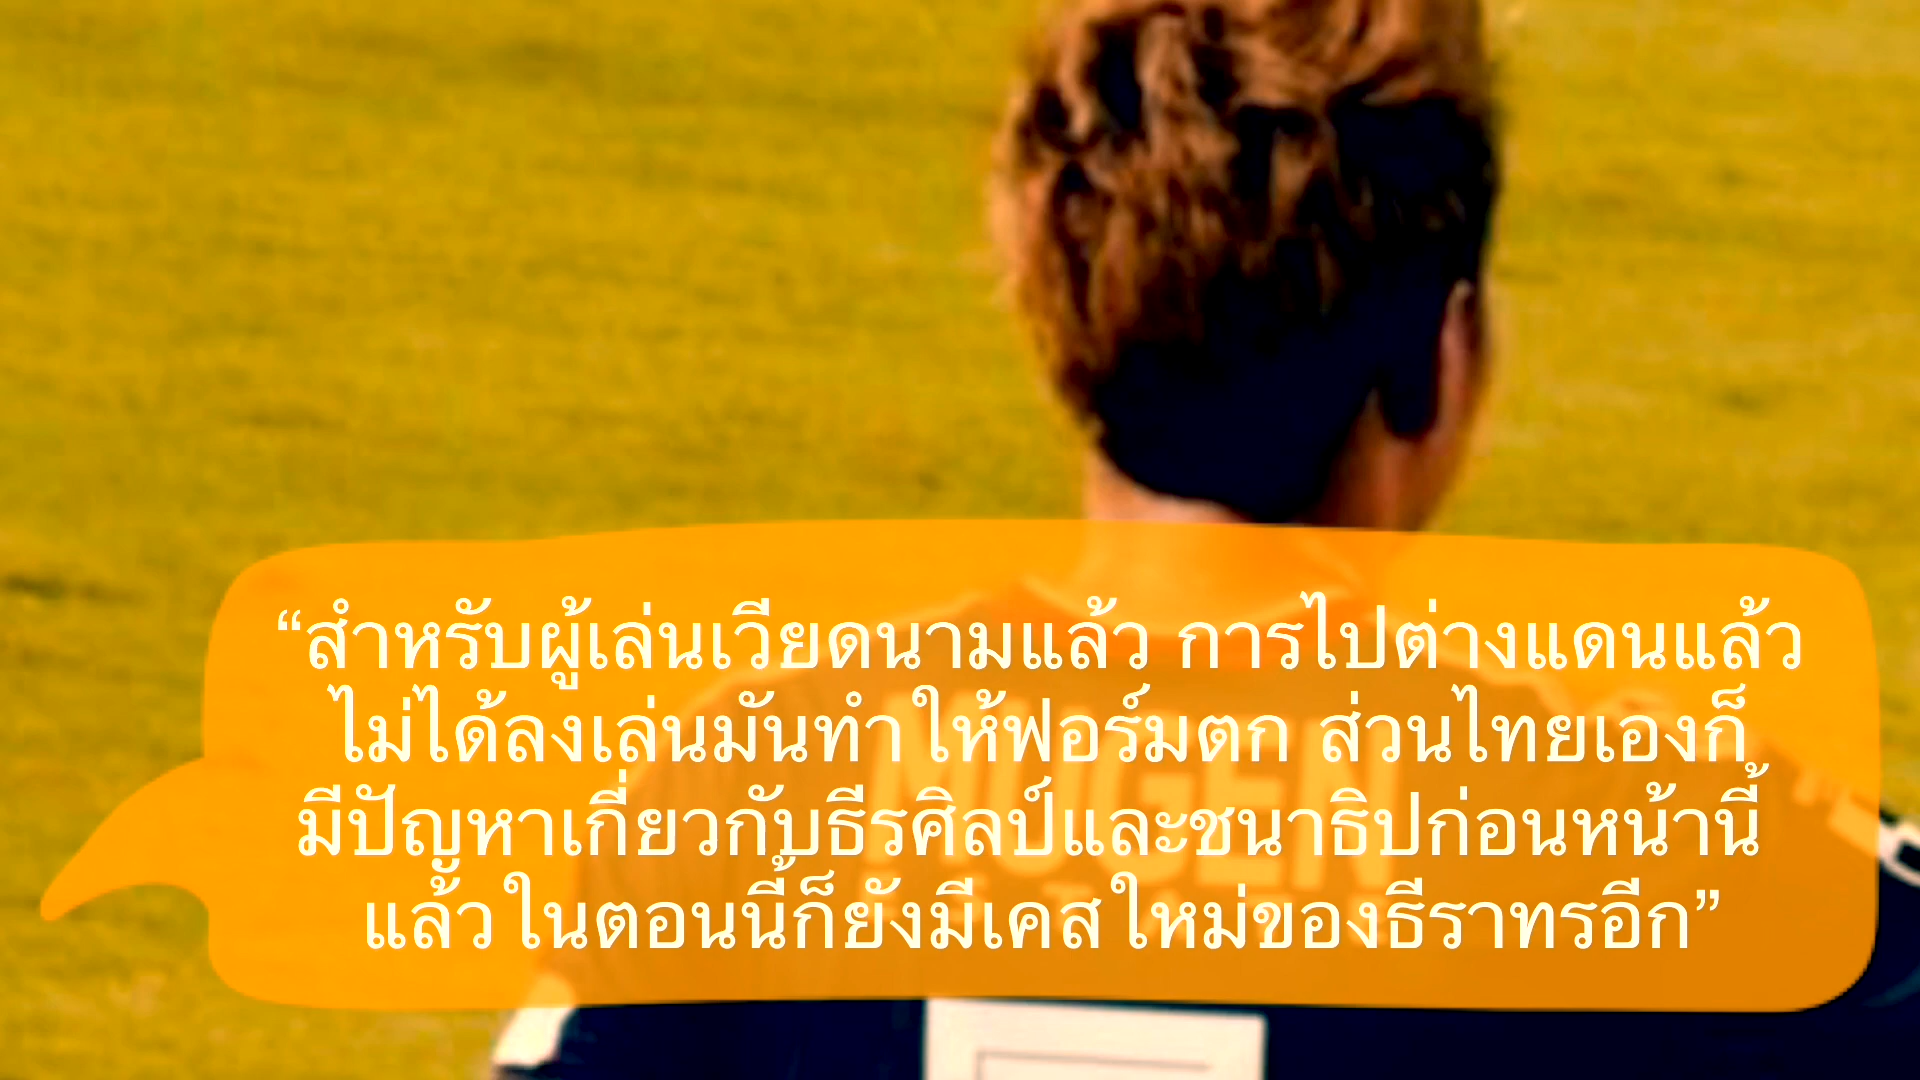 “สำหรับผู้เล่นเวียดนามแล้ว การไปต่างแดนแล้ว
ไม่ได้ลงเล่นมันทำให้ฟอร์มตก ส่วนไทยเองก็
มีปัญหาเกี่ยวกับธีรศิลป์และชนาธิปก่อนหน้านี้
แล้วในตอนนี้ก็ยังมีเคสใหม่ของธีราทรอีก”
MUGEN